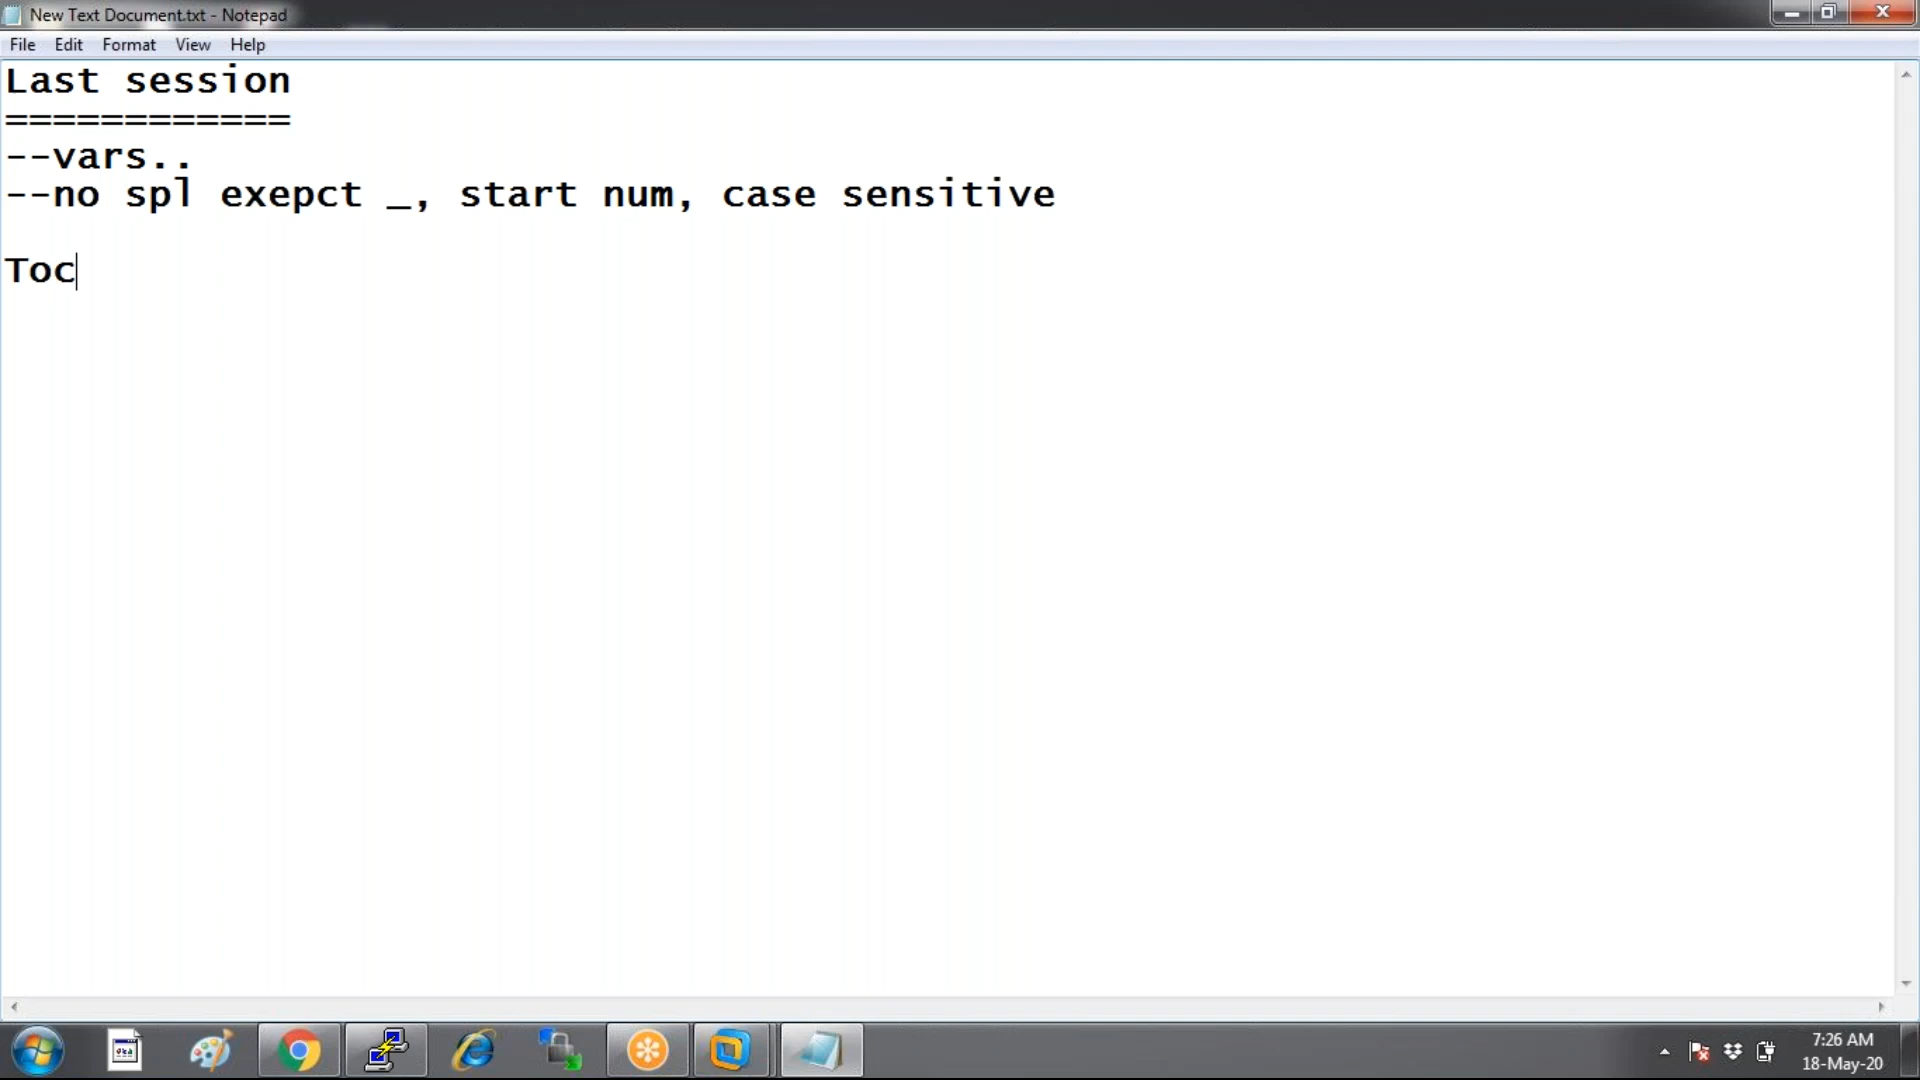 New Text Document.txt - Notepad
File Edit Format View Help
Last session
============
--vars..
--no spl exepct _, start num, case sensitive
Toc
7:26 AM
18-May-20